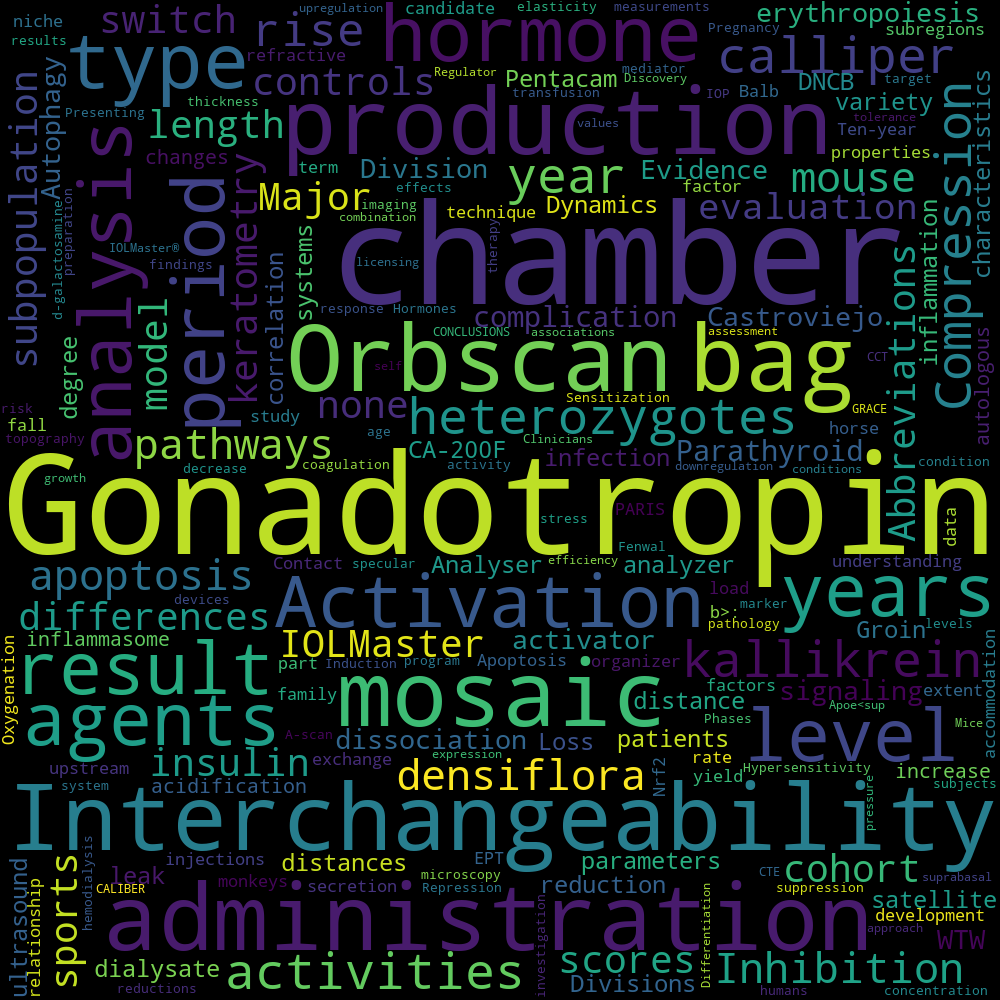 niche
results
switch
rise
upregulation
candidate
elasticity
measurements
Pregnancy
erythropoiesis
subregions
type
hormone
refractive
controls
Regulator
mediator
Discovery
calliper
Pentacam
transfusion
IOP
Balb
DNCB
target
subpopulation
Autophagy
Presenting
thickness
length
production
values
variety
tolerance
Ten-year
properties
characteristics
compression
analysis
changes
term
Division
year
Evidence
factor
mouse
period
keratometry
Major
effects
imaging
combination
technique
Dynamics
evaluation
d-galactosamine
preparation
IOLMaster®
findings
correlation
systems
chamber
therapy
licensing
response
Hormones
complication
Castroviejo
Abbreviations
inflammation
model
degree
CONCLUSIONS
associations
assessment
Orbscan
bag
self
CCT
autologous
risk
fall
topography
study
none
age
Sensitization
GRACE
heterozygotes
horse
pathways
CA-200F
Clinicians
Parathyroid
decrease
coagulation
activity
infection
downregulation
conditions
condition
growth
Gonadotropin
stress
PARIS
data
Contact
specular
Analyser
efficiency
Fenwal
analyzer
understanding
apoptosis
devices
Activation
load
marker
years
differences
b>:
pathology
Groin
levels
inflammasome
IOLMaster
activator
Oxygenation
result
part
Induction
program
Apoptosis
organizer
kallikrein
family
mosaic
distance
factors
signaling
extent
accommodation
agents
A-scan
Phases
Apoe<sup
Mice
dissociation
Loss
patients
level
upstream
insulin
exchange
expression
rate
system
acidification
densiflora
Nrf2
yield
Hypersensitivity
increase
subjects
pressure
Interchangeability
sports
hemodialysis
injections
distances
EPT
parameters
cohort
ultrasound
relationship
leak
CALIBER
monkeys
secretion
microscopy
Repression
reduction
CTE
suppression
suprabasal
satellite
administration
development
approach
investigation
Differentiation
WTW
dialysate
reductions
activities
scores
Divisions
Inhibition
humans
concentration